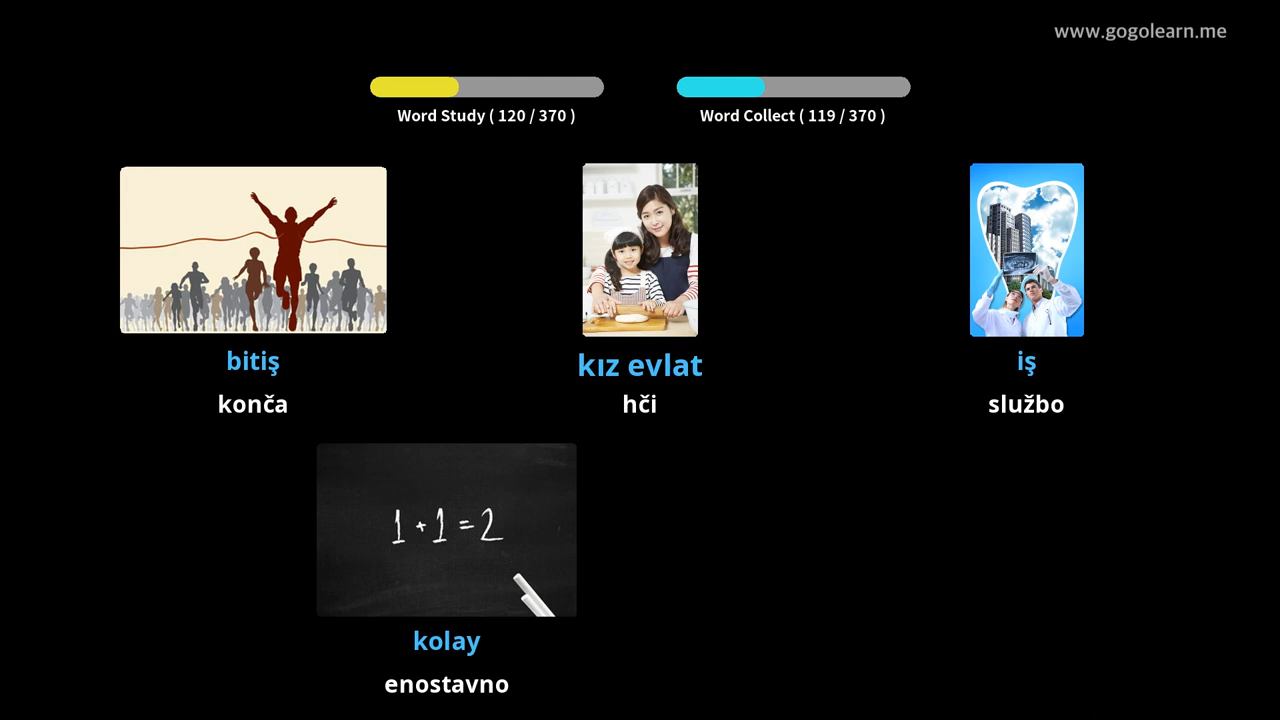 www.gogolearn.me
Word Study ( 120 / 370 )
Word Collect ( 119 / 370 )
bitiş
kız evlat
iş
konča
hči
službo
1 + 1 = 2
kolay
enostavno